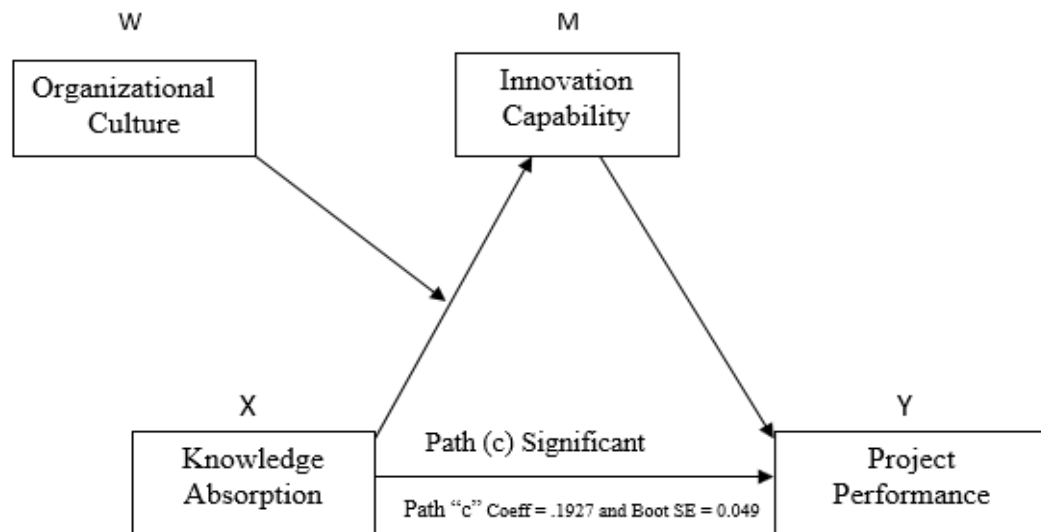 W
M
Organizational
Culture
Innovation
Capability
X
Y
Knowledge
Absorption
Path (c) Significant
Path “c” Coeff = .1927 and Boot SE = 0.049
Project
Performance